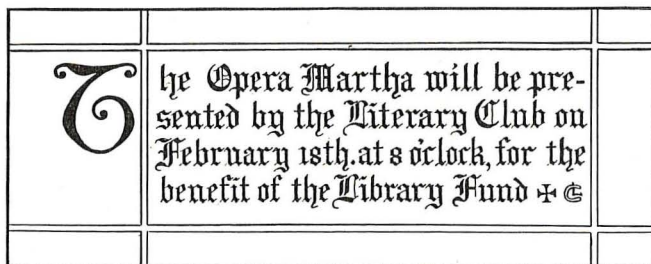 The Opera Martha will be pre-
sented by the Literary Club on
February 18th. at 8 o'clock, for the
benefit of the Library Fund ✠